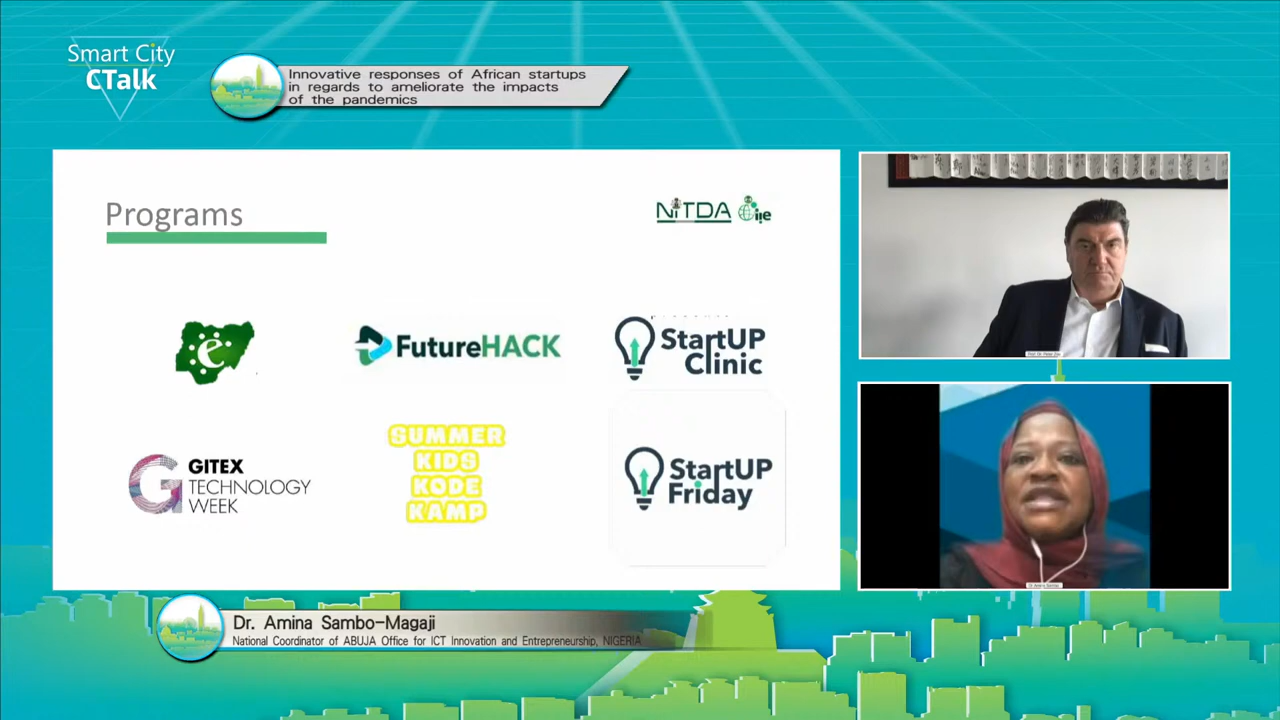 Smart City
CTalk
Innovative responses of African startups
in regards to ameliorate the impacts
of the pandemics
Programs
NiTDA
iie
e
FutureHACK
StartUP
Clinic
GITEX
TECHNOLOGY
WEEK
SUMMER
KIDS
KODE
KAMP
StartUP
Friday
Dr. Amina Sambo-Magaji
National Coordinator of ABUJA Office for ICT Innovation and Entrepreneurship, NIGERIA